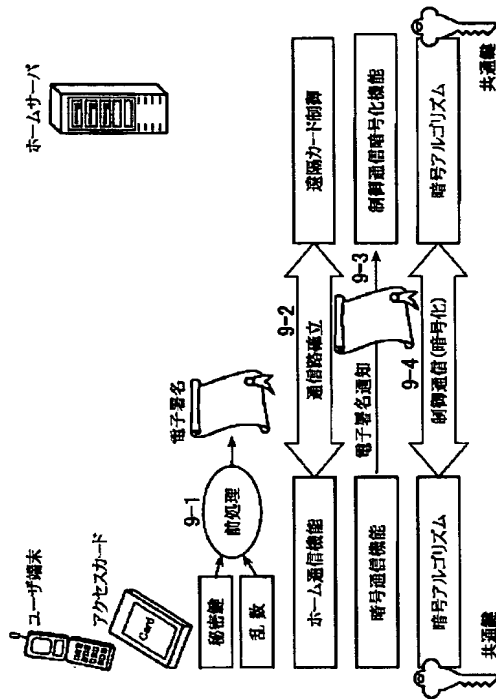 ユーザ端末
アクセスカード
Card
ホームサーバ
秘密鍵
乱数
9-1
前処理
電子署名
ホーム通信機能
9-2
通信路確立
遠隔カード制御
暗号通信機能
電子署名通知
9-3
制御通信暗号化機能
暗号アルゴリズム
9-4
制御通信(暗号化)
暗号アルゴリズム
共通鍵
共通鍵